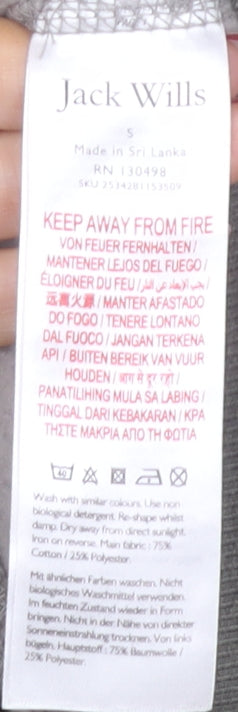 Jack Wills
S
Made in Sri Lanka
RN 130498
SKU 2514281153509
KEEP AWAY FROM FIRE
VON FEUER FERNHALTEN /
MANTENER LEJOS DEL FUEGO /
ÉLOIGNER DU FEU / يجب الإبعاد عن النار /
远离火源 / MANTER AFASTADO
DO FOGO / TENERE LONTANO
DAL FUOCO / JANGAN TERKENA
API / BUITEN BEREIK VAN VUUR
HOUDEN / आग से दूर रहो /
PANATILIHING MULA SA LABING /
TINGGAL DARI KEBAKARAN / ΚΡΑ
ΤΗΣΤΕ ΜΑΚΡΙΑ ΑΠΟ ΤΗ ΦΩΤΙΑ
40
Wash with similar colours. Use non
biological detergent. Re-shape whilst
damp. Dry away from direct sunlight.
Iron on reverse. Main fabric : 75%
Cotton / 25% Polyester.
Mit ähnlichen Farben waschen. Nicht
biologisches Waschmittel verwenden.
Im feuchten Zustand wieder in Form
bringen. Nicht in der Nähe von direkter
Sonneneinstrahlung trocknen. Von links
bügeln. Hauptstoff : 75% Baumwolle /
25% Polyester.